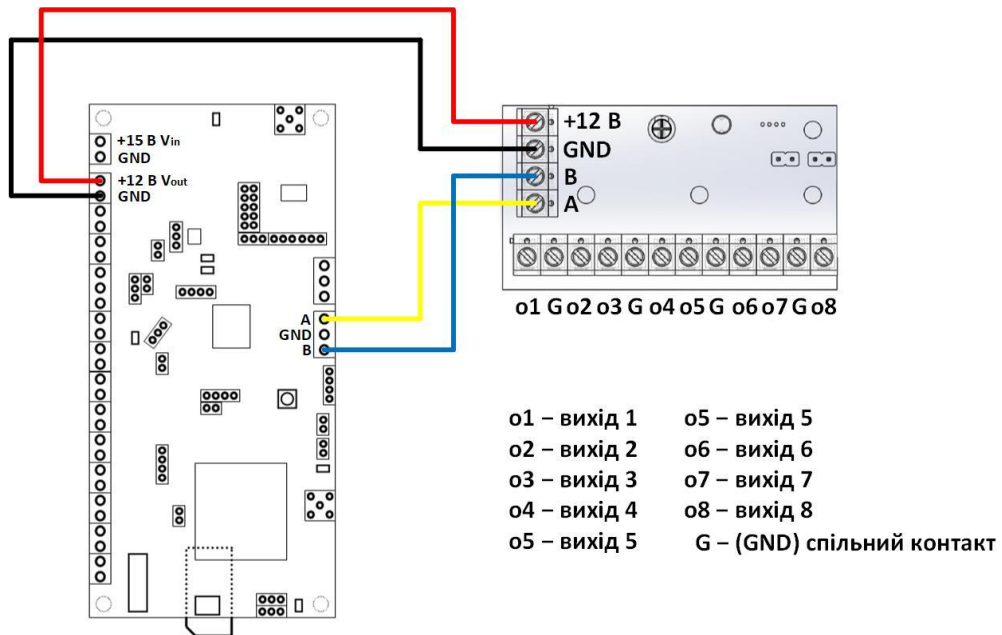 +15 В Vin
GND
+12 В Vout
GND
A
GND
B
+12 В
GND
B
A
o1 G o2 o3 G o4 o5 G o6 o7 G o8
o1 – вихід 1
o2 – вихід 2
o3 – вихід 3
o4 – вихід 4
o5 – вихід 5
o5 – вихід 5
o6 – вихід 6
o7 – вихід 7
o8 – вихід 8
G – (GND) спільний контакт